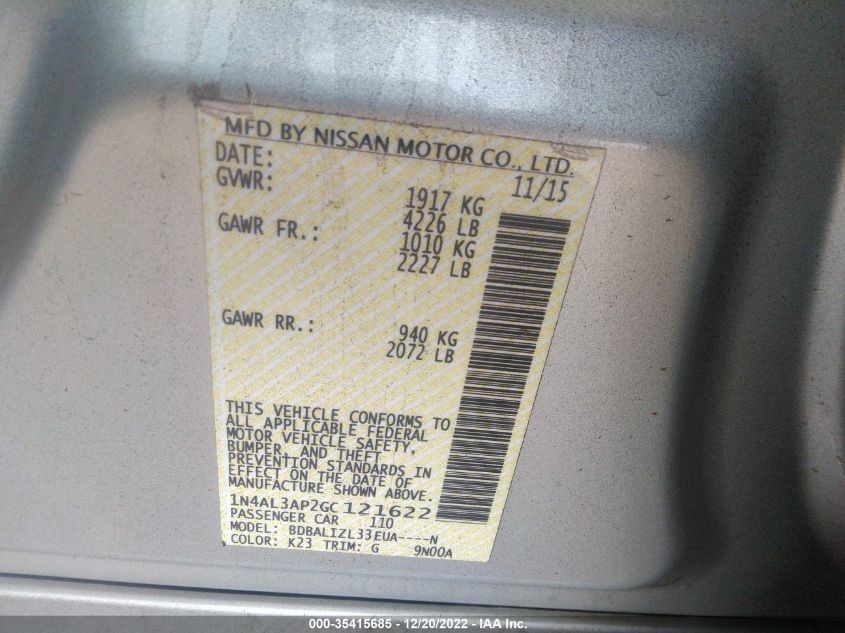 MFD BY NISSAN MOTOR CO., LTD.
DATE: 11/15
GVWR: 1917 KG
4226 LB
GAWR FR.: 1010 KG
2227 LB
GAWR RR.: 940 KG
2072 LB
THIS VEHICLE CONFORMS TO
ALL APPLICABLE FEDERAL
MOTOR VEHICLE SAFETY,
BUMPER, AND THEFT
PREVENTION STANDARDS IN
EFFECT ON THE DATE OF
MANUFACTURE SHOWN ABOVE.
1N4AL3AP2GC121622
PASSENGER CAR 110
MODEL: BDBALIZL33EUA----N
COLOR: K23 TRIM: G 9N00A
000-35415685 - 12/20/2022 - IAA Inc.